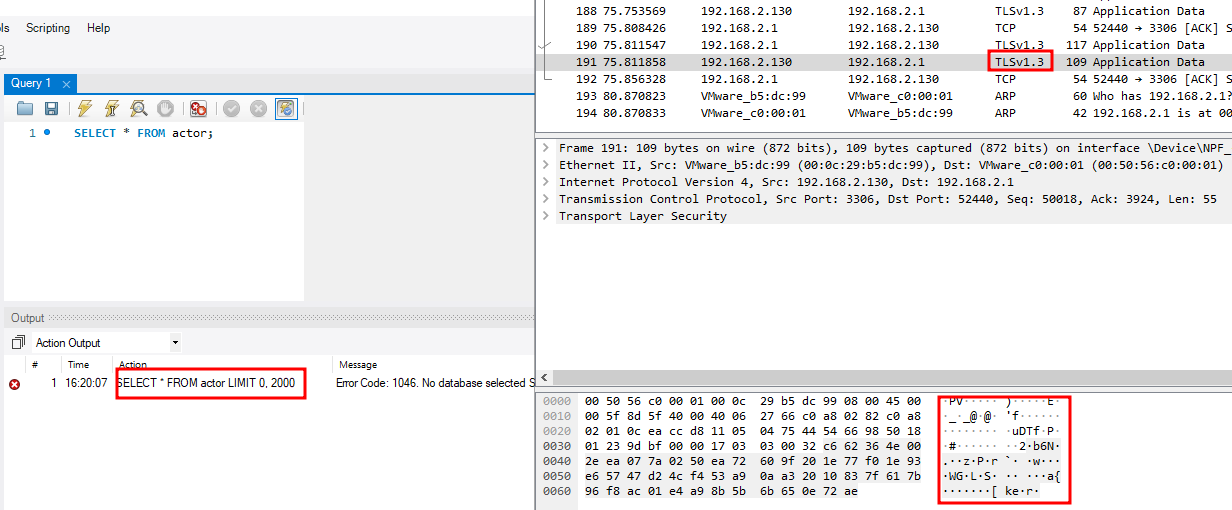 ls Scripting Help
Query 1
1 SELECT * FROM actor;
Output
Action Output
# Time Action Message
1 16:20:07 SELECT * FROM actor LIMIT 0, 2000 Error Code: 1046. No database selected S
188 75.753569 192.168.2.130 192.168.2.1 TLSv1.3 87 Application Data
189 75.808426 192.168.2.1 192.168.2.130 TCP 54 52440 → 3306 [ACK] S
190 75.811547 192.168.2.1 192.168.2.130 TLSv1.3 117 Application Data
191 75.811858 192.168.2.130 192.168.2.1 TLSv1.3 109 Application Data
192 75.856328 192.168.2.1 192.168.2.130 TCP 54 52440 → 3306 [ACK] S
193 80.870823 VMware_b5:dc:99 VMware_c0:00:01 ARP 60 Who has 192.168.2.1?
194 80.870833 VMware_c0:00:01 VMware_b5:dc:99 ARP 42 192.168.2.1 is at 00
Frame 191: 109 bytes on wire (872 bits), 109 bytes captured (872 bits) on interface \Device\NPF_
Ethernet II, Src: VMware_b5:dc:99 (00:0c:29:b5:dc:99), Dst: VMware_c0:00:01 (00:50:56:c0:00:01)
Internet Protocol Version 4, Src: 192.168.2.130, Dst: 192.168.2.1
Transmission Control Protocol, Src Port: 3306, Dst Port: 52440, Seq: 50018, Ack: 3924, Len: 55
Transport Layer Security
0000 00 50 56 c0 00 01 00 0c 29 b5 dc 99 08 00 45 00 ·PV····· )·····E·
0010 00 5f 8d 5f 40 00 40 06 27 66 c0 a8 02 82 c0 a8 ·_·_@·@· 'f······
0020 02 01 0c ea cc d8 11 05 04 75 44 54 66 98 50 18 ········ ·uDTf·P·
0030 01 23 9d bf 00 00 17 03 03 00 32 c6 62 36 4e 00 ·#······ ··2·b6N·
0040 2e ea 07 7a 02 50 ea 72 60 9f 20 1e 77 f0 1e 93 .··z·P·r `· ·w···
0050 e6 57 47 d2 4c f4 53 a9 0a a3 20 10 83 7f 61 7b ·WG·L·S· ·· ···a{
0060 96 f8 ac 01 e4 a9 8b 5b 6b 65 0e 72 ae ·······[ ke·r·